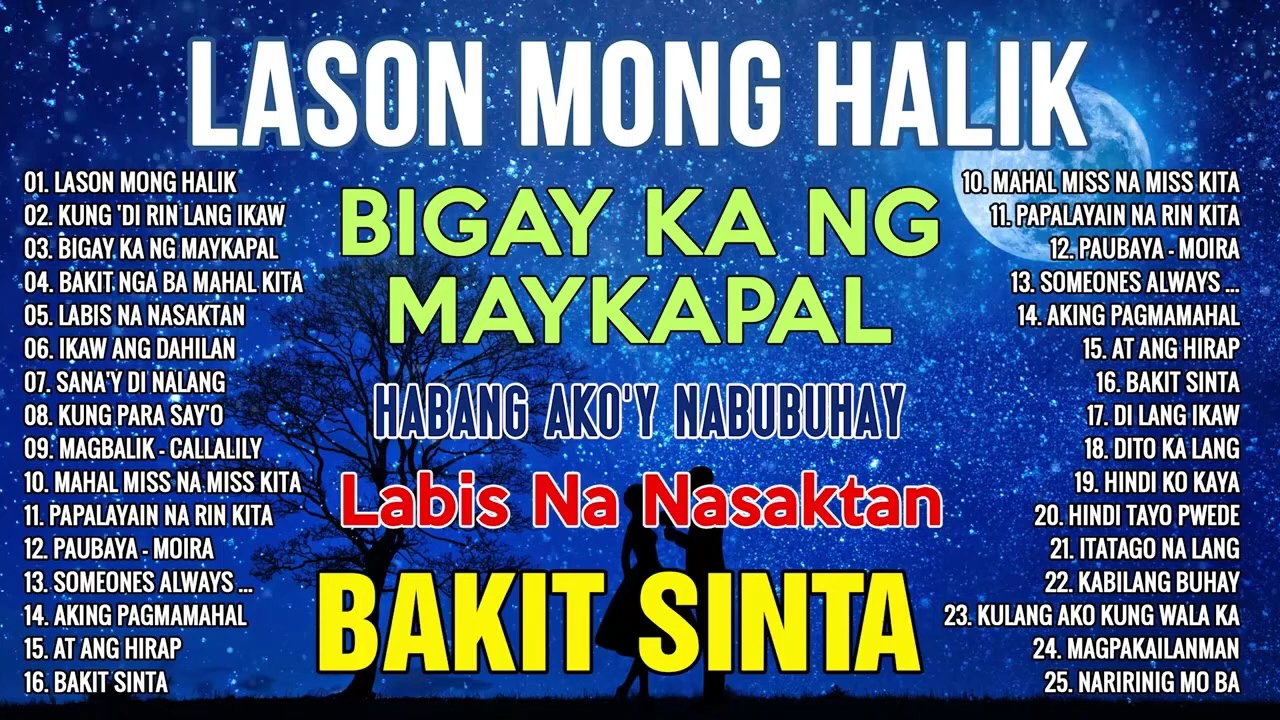 LASON MONG HALIK
01. LASON MONG HALIK
02. KUNG 'DI RIN LANG IKAW
03. BIGAY KA NG MAYKAPAL
04. BAKIT NGA BA MAHAL KITA
05. LABIS NA NASAKTAN
06. IKAW ANG DAHILAN
07. SANA'Y DI NALANG
08. KUNG PARA SAY'O
09. MAGBALIK - CALLALILY
10. MAHAL MISS NA MISS KITA
11. PAPALAYAIN NA RIN KITA
12. PAUBAYA - MOIRA
13. SOMEONES ALWAYS ...
14. AKING PAGMAMAHAL
15. AT ANG HIRAP
16. BAKIT SINTA
BIGAY KA NG
MAYKAPAL
HABANG AKO'Y NABUBUHAY
Labis Na Nasaktan
BAKIT SINTA
10. MAHAL MISS NA MISS KITA
11. PAPALAYAIN NA RIN KITA
12. PAUBAYA - MOIRA
13. SOMEONES ALWAYS ...
14. AKING PAGMAMAHAL
15. AT ANG HIRAP
16. BAKIT SINTA
17. DI LANG IKAW
18. DITO KA LANG
19. HINDI KO KAYA
20. HINDI TAYO PWEDE
21. ITATAGO NA LANG
22. KABILANG BUHAY
23. KULANG AKO KUNG WALA KA
24. MAGPAKAILANMAN
25. NARIRINIG MO BA